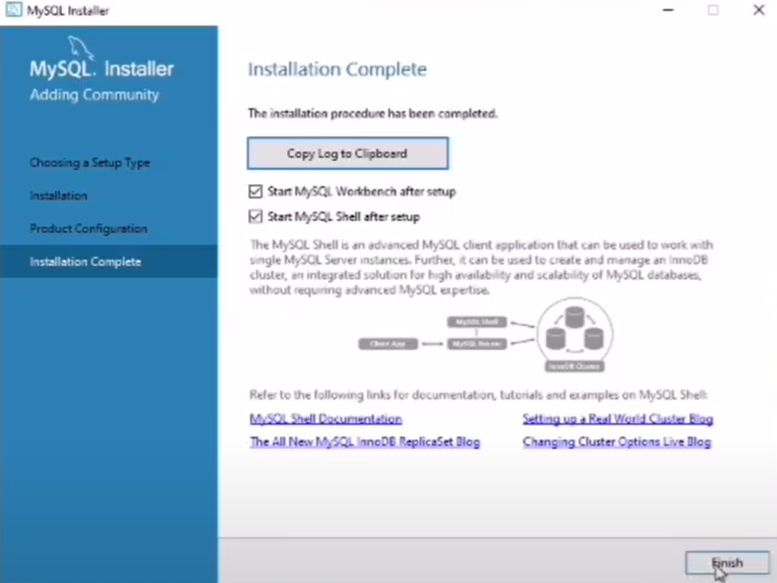 MySQL Installer
MySQL. Installer
Adding Community
Choosing a Setup Type
Installation
Product Configuration
Installation Complete
Installation Complete
The installation procedure has been completed.
Copy Log to Clipboard
Start MySQL Workbench after setup
Start MySQL Shell after setup
The MySQL Shell is an advanced MySQL client application that can be used to work with
single MySQL Server instances. Further, it can be used to create and manage an InnoDB
cluster, an integrated solution for high availability and scalability of MySQL databases,
without requiring advanced MySQL expertise.
MySQL Shell
Client App
MySQL Server
InnoDB Cluster
Refer to the following links for documentation, tutorials and examples on MySQL Shell:
MySQL Shell Documentation
Setting up a Real World Cluster Blog
The All New MySQL InnoDB ReplicaSet Blog
Changing Cluster Options Live Blog
Finish